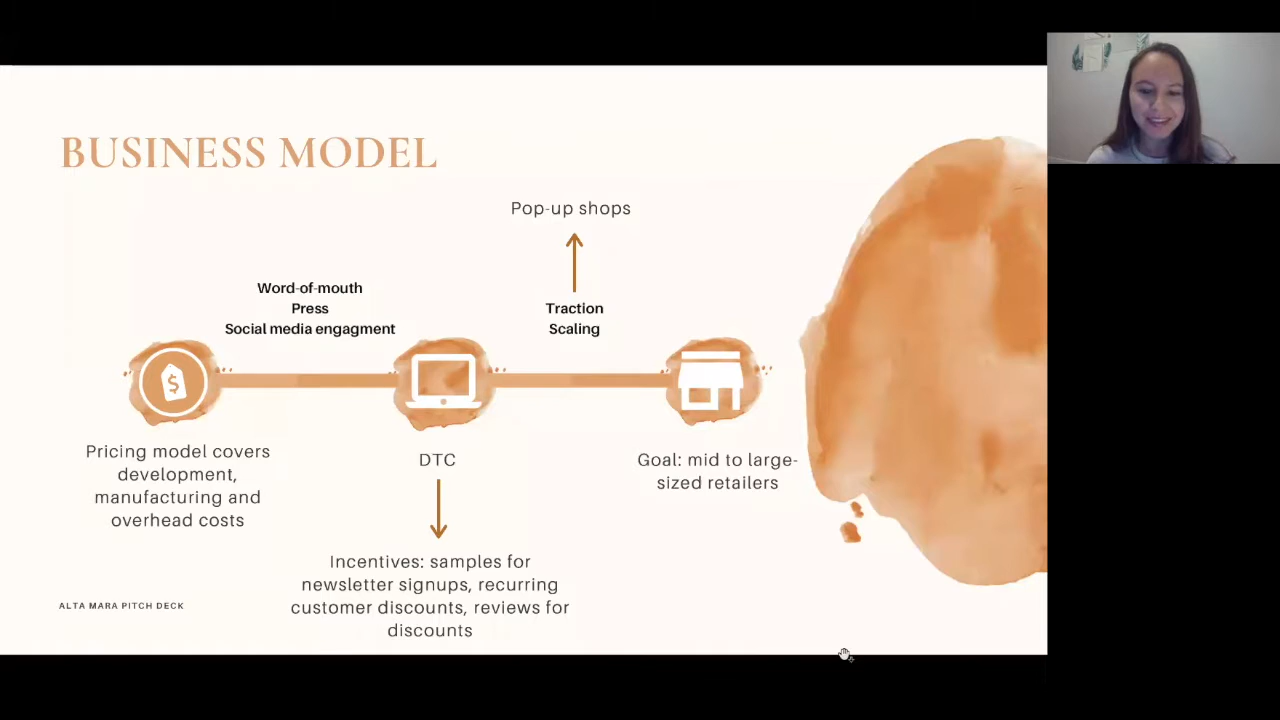 BUSINESS MODEL
Pop-up shops
Word-of-mouth
Press
Social media engagment
Traction
Scaling
$
Pricing model covers
development,
manufacturing and
overhead costs
DTC
Goal: mid to large-
sized retailers
Incentives: samples for
newsletter signups, recurring
customer discounts, reviews for
discounts
ALTA MARA PITCH DECK